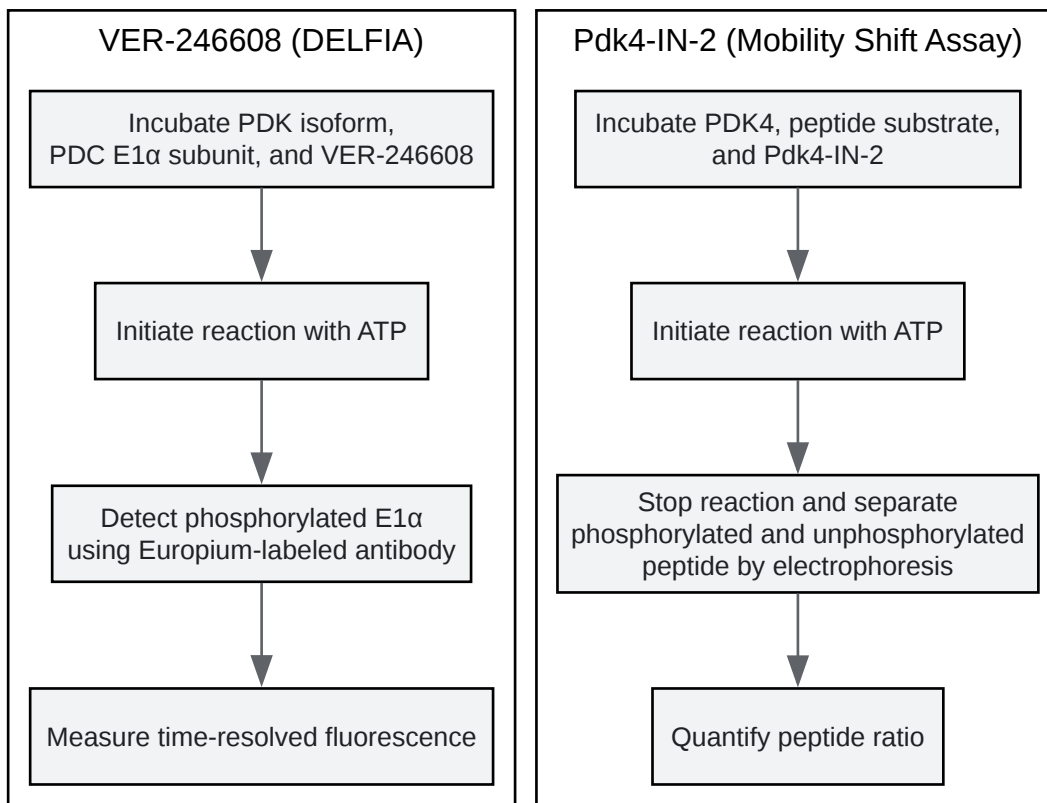 VER-246608 (DELFIA)
Incubate PDK isoform,
PDC E1α subunit, and VER-246608
Initiate reaction with ATP
Detect phosphorylated E1α
using Europium-labeled antibody
Measure time-resolved fluorescence
Pdk4-IN-2 (Mobility Shift Assay)
Incubate PDK4, peptide substrate,
and Pdk4-IN-2
Initiate reaction with ATP
Stop reaction and separate
phosphorylated and unphosphorylated
peptide by electrophoresis
Quantify peptide ratio